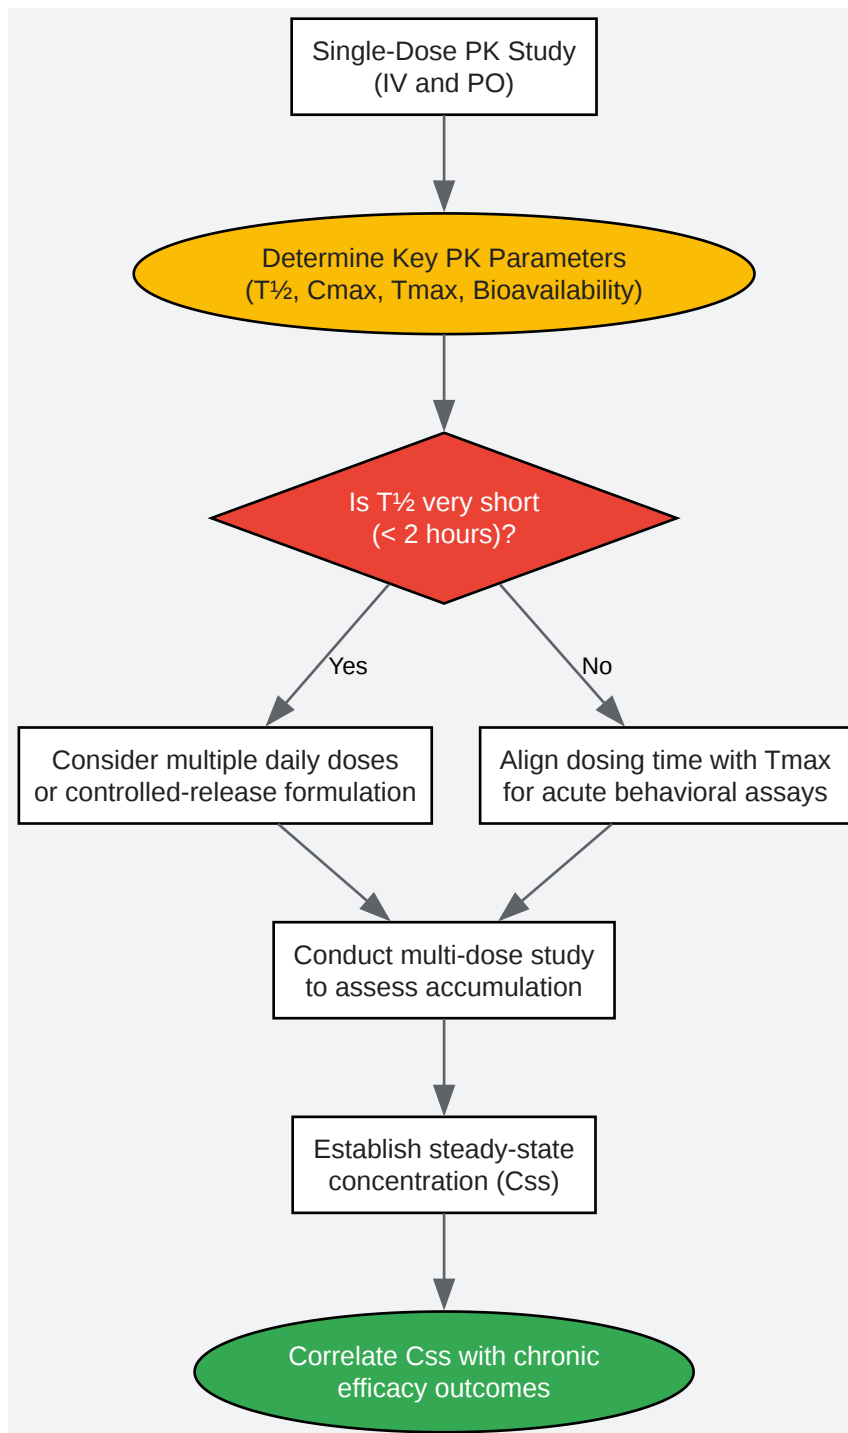 Single-Dose PK Study
(IV and PO)
Determine Key PK Parameters
(T½, Cmax, Tmax, Bioavailability)
Is T½ very short
(< 2 hours)?
Yes
No
Consider multiple daily doses
or controlled-release formulation
Align dosing time with Tmax
for acute behavioral assays
Conduct multi-dose study
to assess accumulation
Establish steady-state
concentration (Css)
Correlate Css with chronic
efficacy outcomes